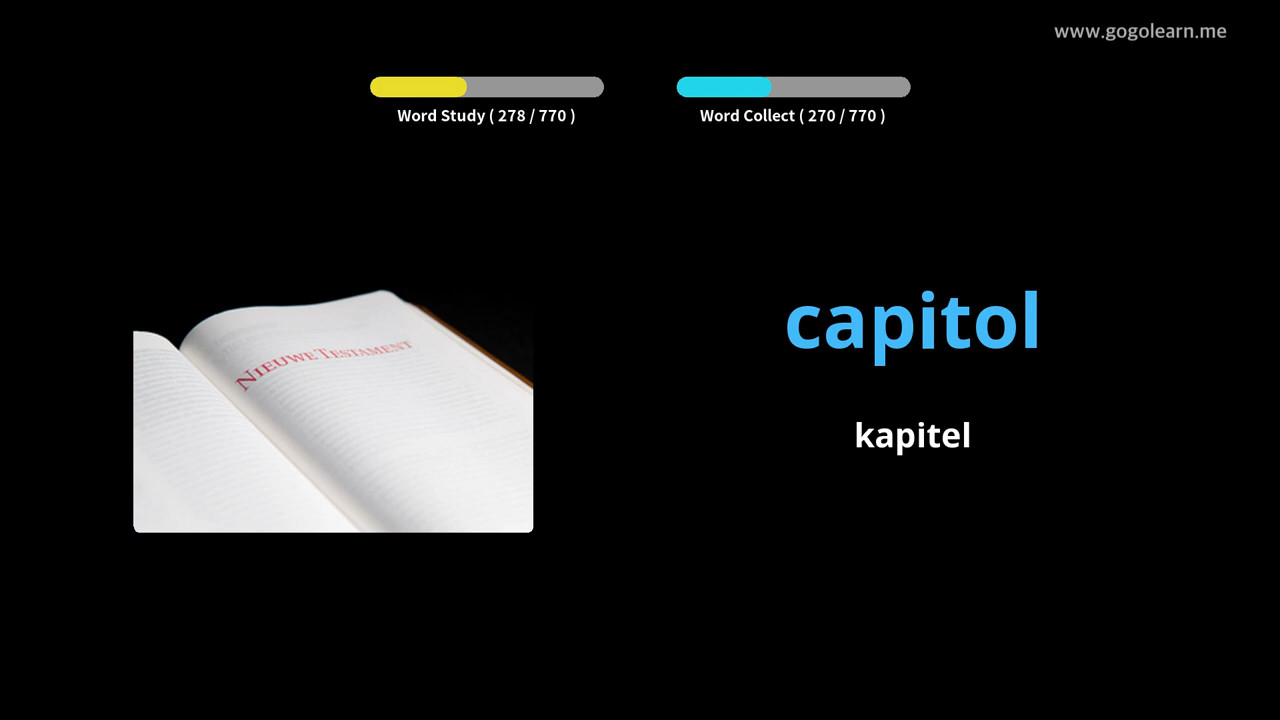 www.gogolearn.me
Word Study ( 278 / 770 )
Word Collect ( 270 / 770 )
NIEUWE TESTAMENT
capitol
kapitel